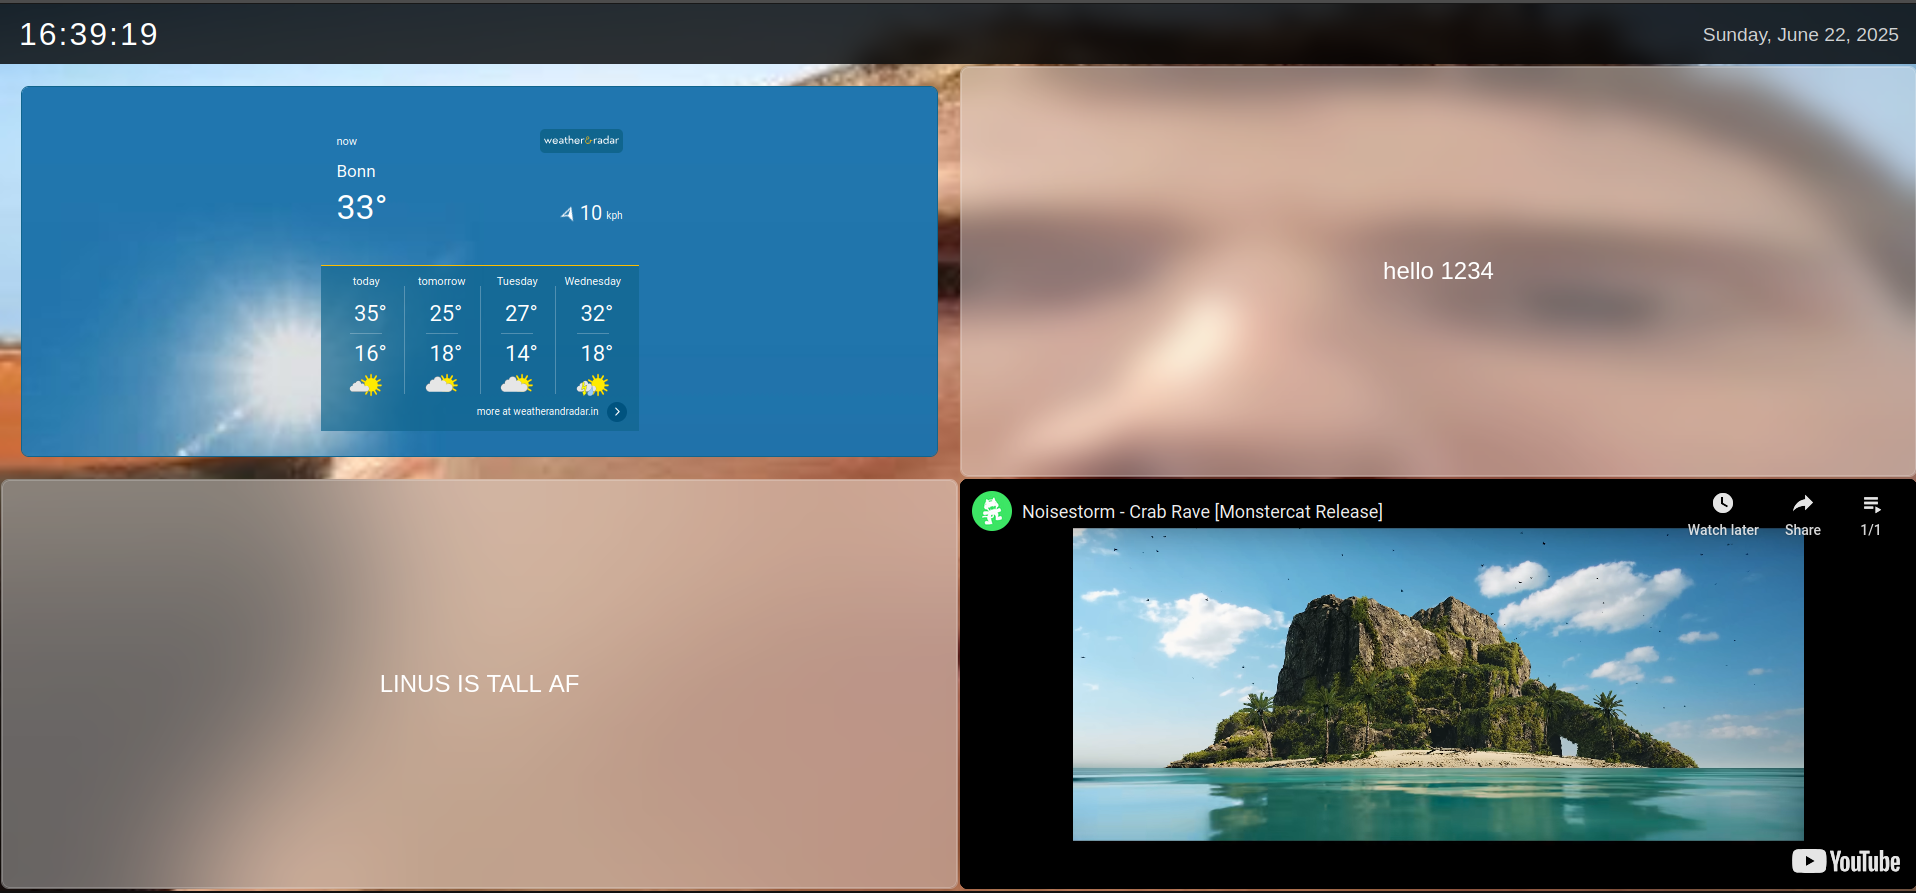 16:39:19
Sunday, June 22, 2025
now
weather&radar
Bonn
33°
10 kph
today tomorrow Tuesday Wednesday
35° 25° 27° 32°
16° 18° 14° 18°
more at weatherandradar.in
hello 1234
LINUS IS TALL AF
Noisestorm - Crab Rave [Monstercat Release]
Watch later Share 1/1
YouTube